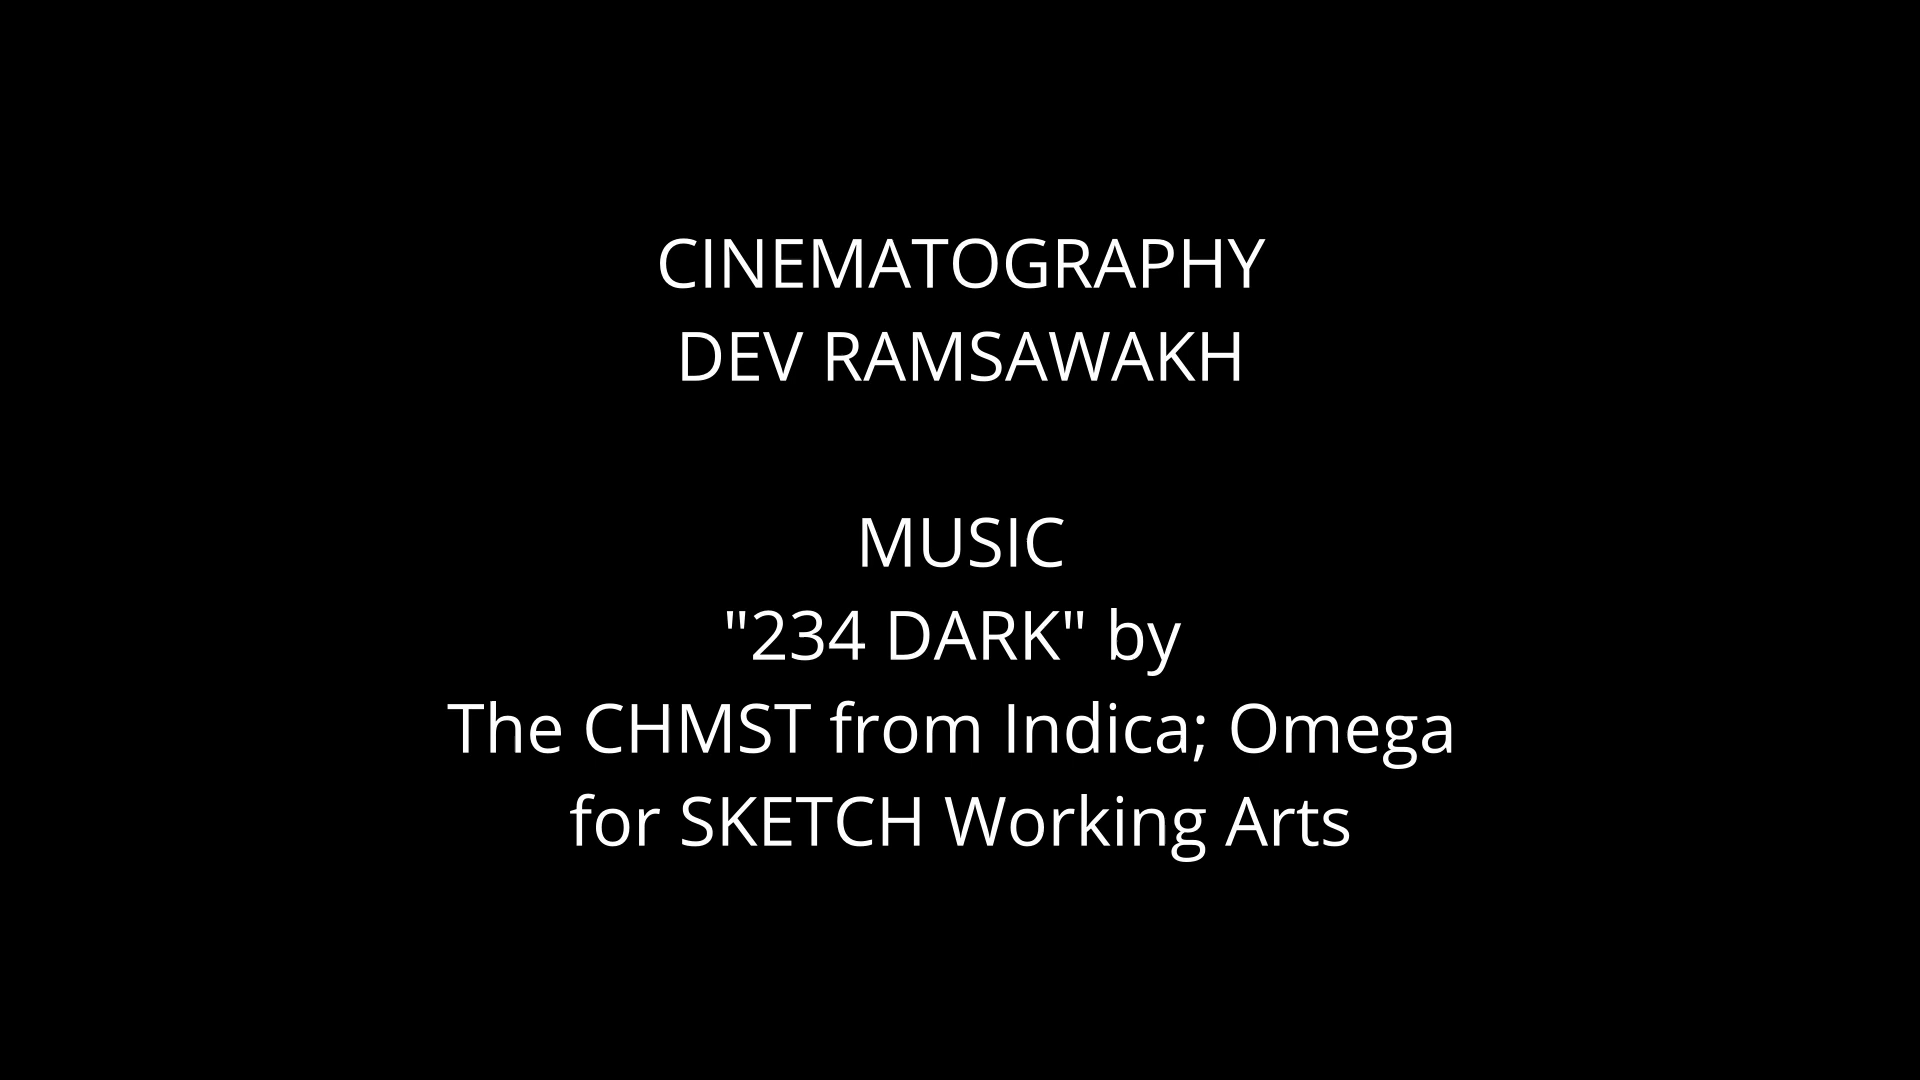 CINEMATOGRAPHY
DEV RAMSAWAKH
MUSIC
"234 DARK" by
The CHMST from Indica; Omega
for SKETCH Working Arts